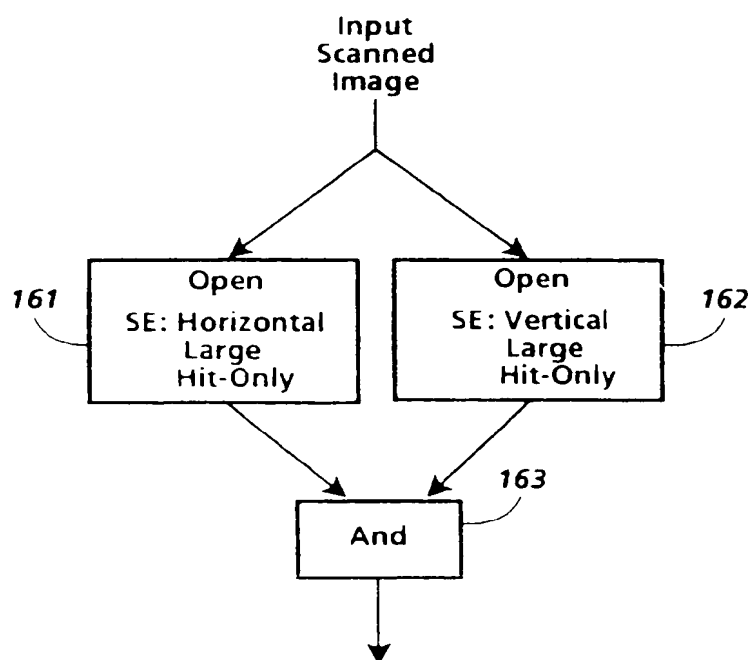 Input
Scanned
Image
161
Open
SE: Horizontal
Large
Hit-Only
Open
SE: Vertical
Large
Hit-Only
162
163
And